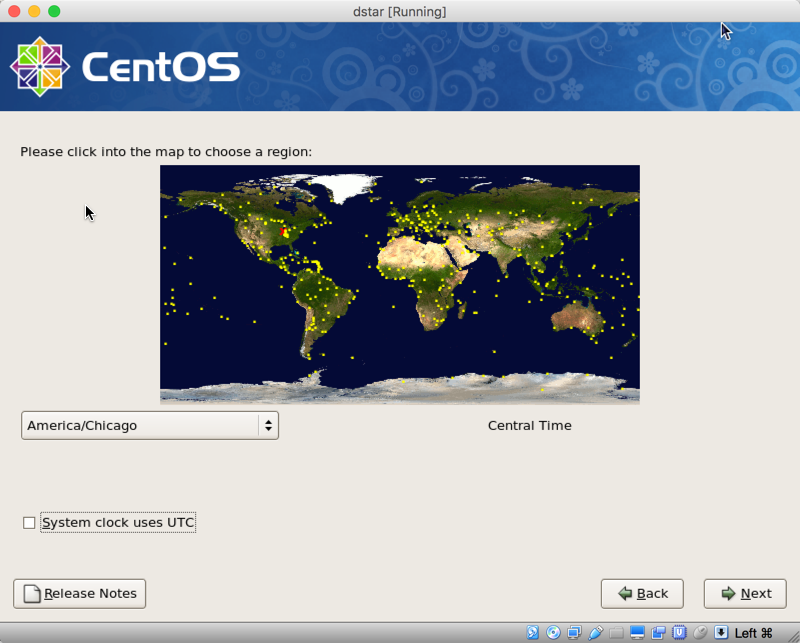 dstar [Running]
CentOS
Please click into the map to choose a region:
America/Chicago
Central Time
System clock uses UTC
Release Notes
Back
Next
Left ⌘